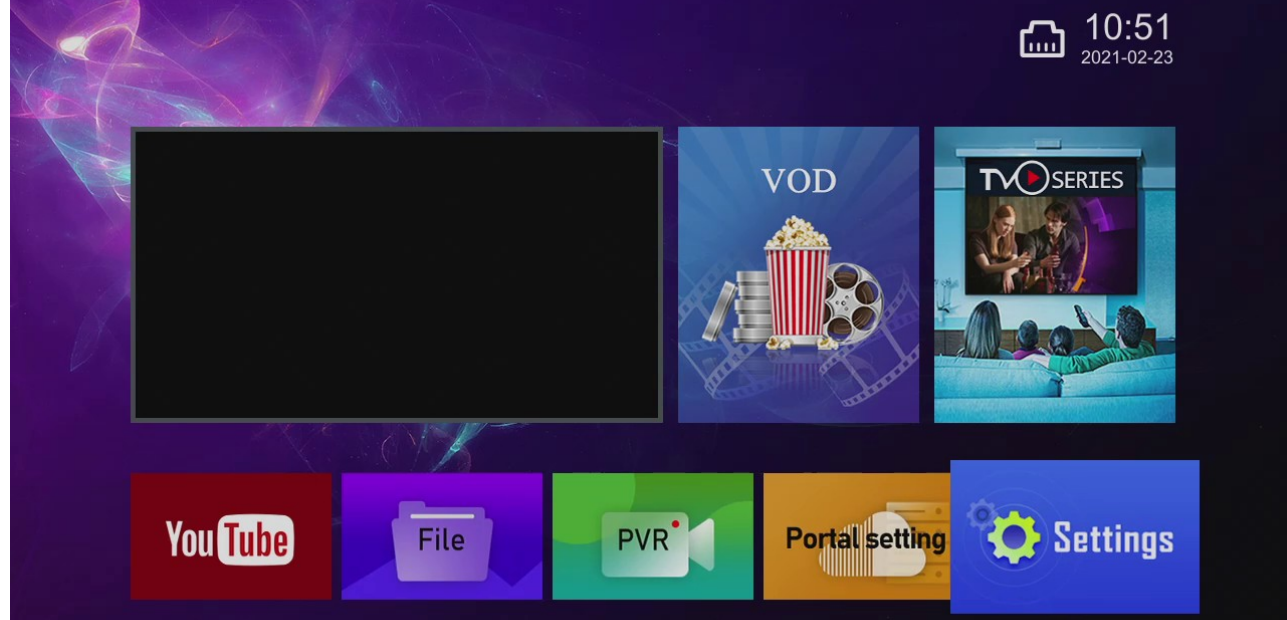 10:51
2021-02-23
VOD
TV SERIES
YouTube
File
PVR
Portal setting
Settings